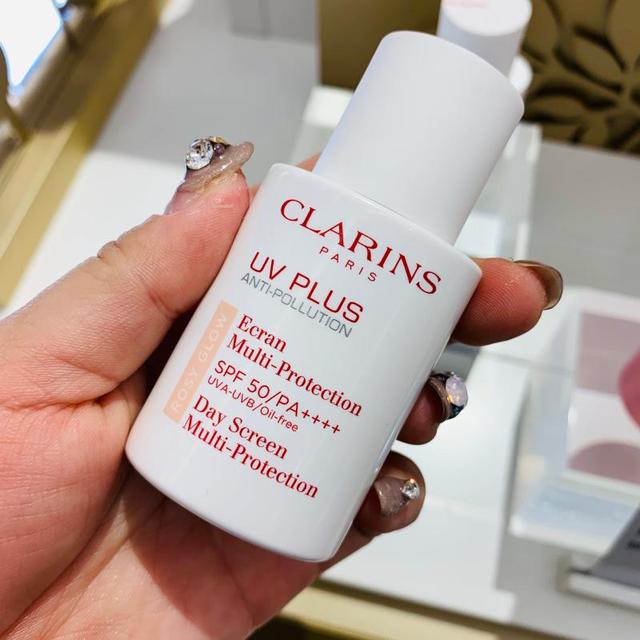 CLARINS
PARIS
UV PLUS
ANTI-POLLUTION
ROSY GLOW
Ecran
Multi-Protection
SPF 50/PA++++
UVA-UVB/Oil-free
Day Screen
Multi-Protection